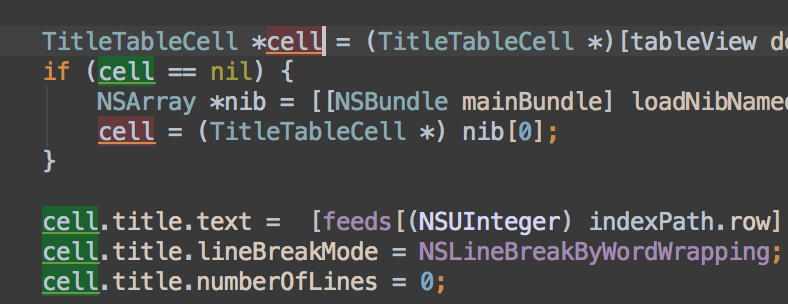 TitleTableCell *cell = (TitleTableCell *)[tableView de
if (cell == nil) {
NSArray *nib = [[NSBundle mainBundle] loadNibName
cell = (TitleTableCell *) nib[0];
}
cell.title.text =  [feeds[(NSUInteger) indexPath.row]
cell.title.lineBreakMode = NSLineBreakByWordWrapping;
cell.title.numberOfLines = 0;